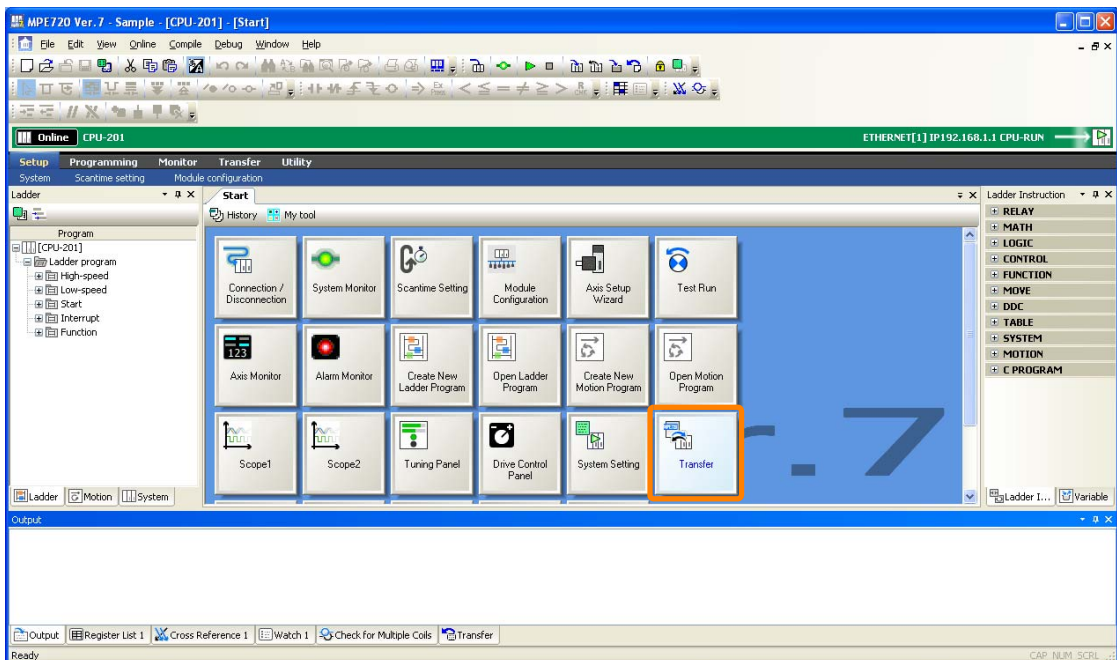 MPE720 Ver. 7 - Sample - [CPU-201] - [Start]
File Edit View Online Compile Debug Window Help
Online CPU-201 ETHERNET[1] IP192.168.1.1 CPU-RUN
Setup Programming Monitor Transfer Utility
System Scantime setting Module configuration
Ladder
Start
Ladder Instruction
History My tool
Program
[CPU-201]
Ladder program
High-speed
Low-speed
Start
Interrupt
Function
Connection /
Disconnection
System Monitor
Scantime Setting
Module
Configuration
Axis Setup
Wizard
Test Run
123
Axis Monitor
Alarm Monitor
Create New
Ladder Program
Open Ladder
Program
Create New
Motion Program
Open Motion
Program
Scope1
Scope2
Tuning Panel
Drive Control
Panel
System Setting
Transfer
r.7
RELAY
MATH
LOGIC
CONTROL
FUNCTION
MOVE
DDC
TABLE
SYSTEM
MOTION
C PROGRAM
Ladder Motion System
Ladder I... Variable
Output
Output Register List 1 Cross Reference 1 Watch 1 Check for Multiple Coils Transfer
Ready CAP NUM SCRL